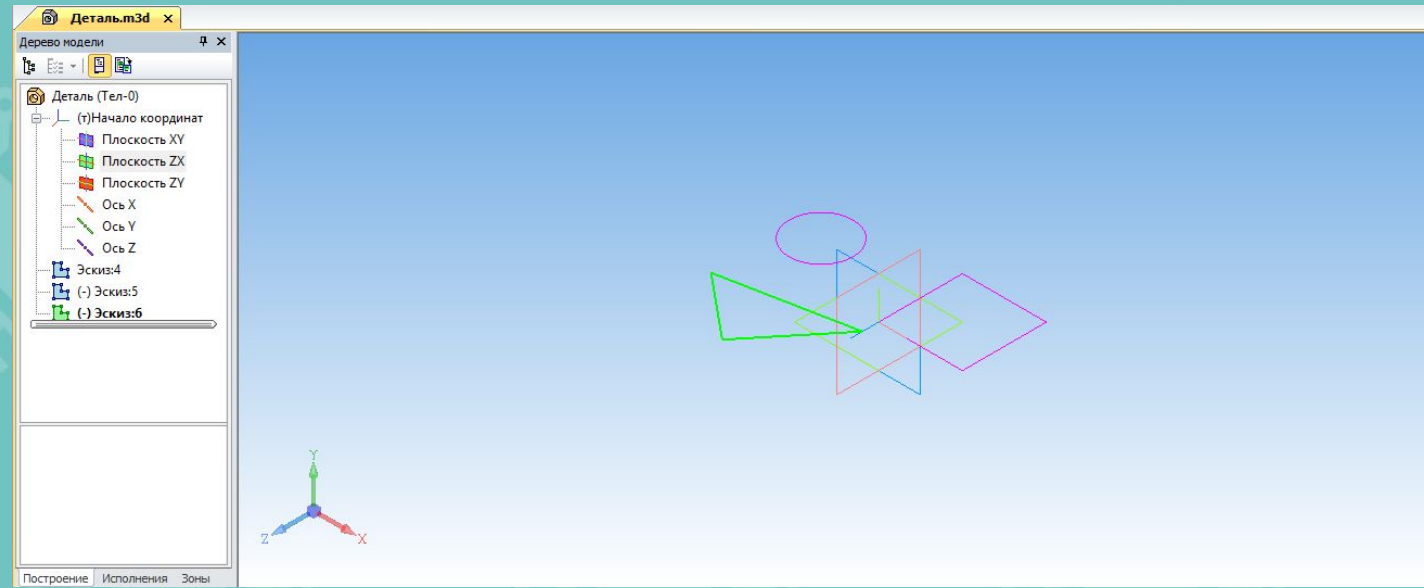 Деталь.m3d
Дерево модели
Деталь (Тел-0)
(т)Начало координат
Плоскость XY
Плоскость ZX
Плоскость ZY
Ось X
Ось Y
Ось Z
Эскиз:4
(-) Эскиз:5
(-) Эскиз:6
Y
Z
X
Построение Исполнения Зоны